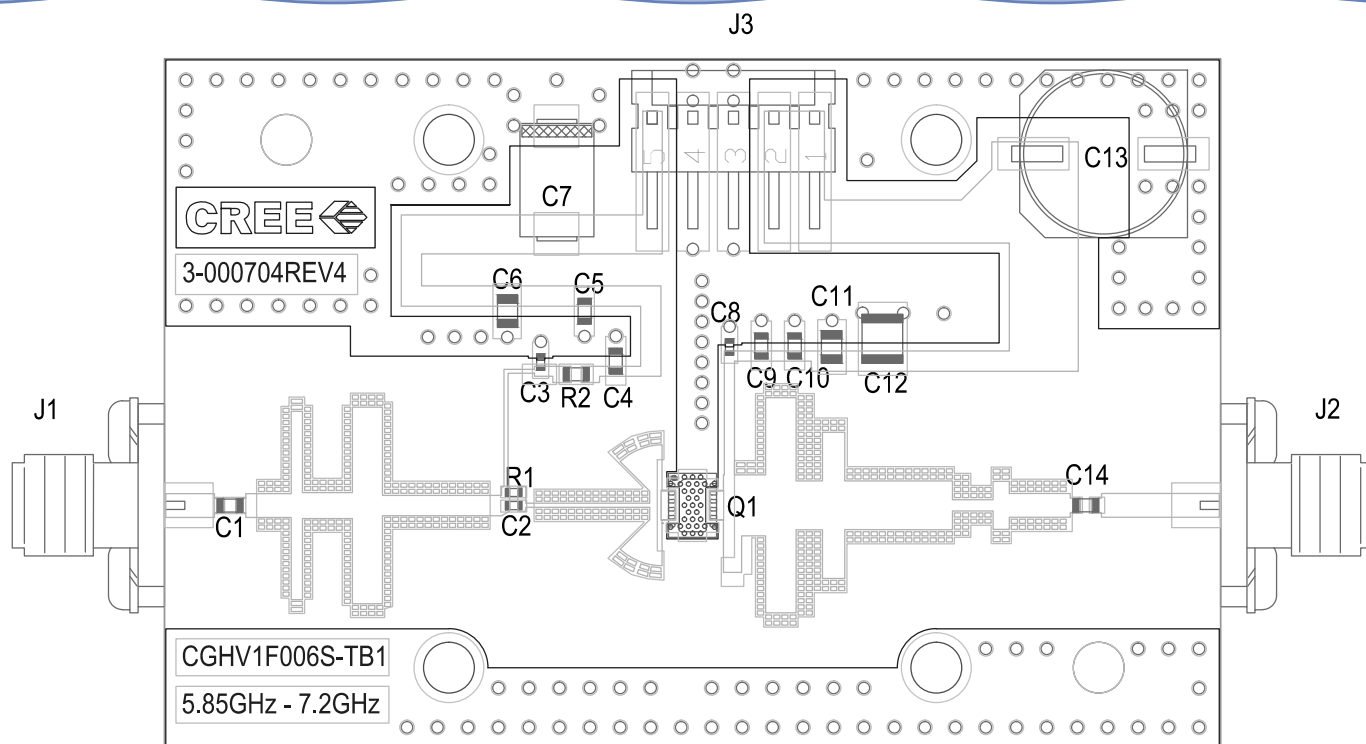 J3
5 4 3 2 1
C13
C7
CREE
3-000704REV4
C6 C5
C8 C11
C3 R2 C4 C9 C10 C12
J1 J2
R1 C14
C1 C2 Q1
CGHV1F006S-TB1
5.85GHz - 7.2GHz